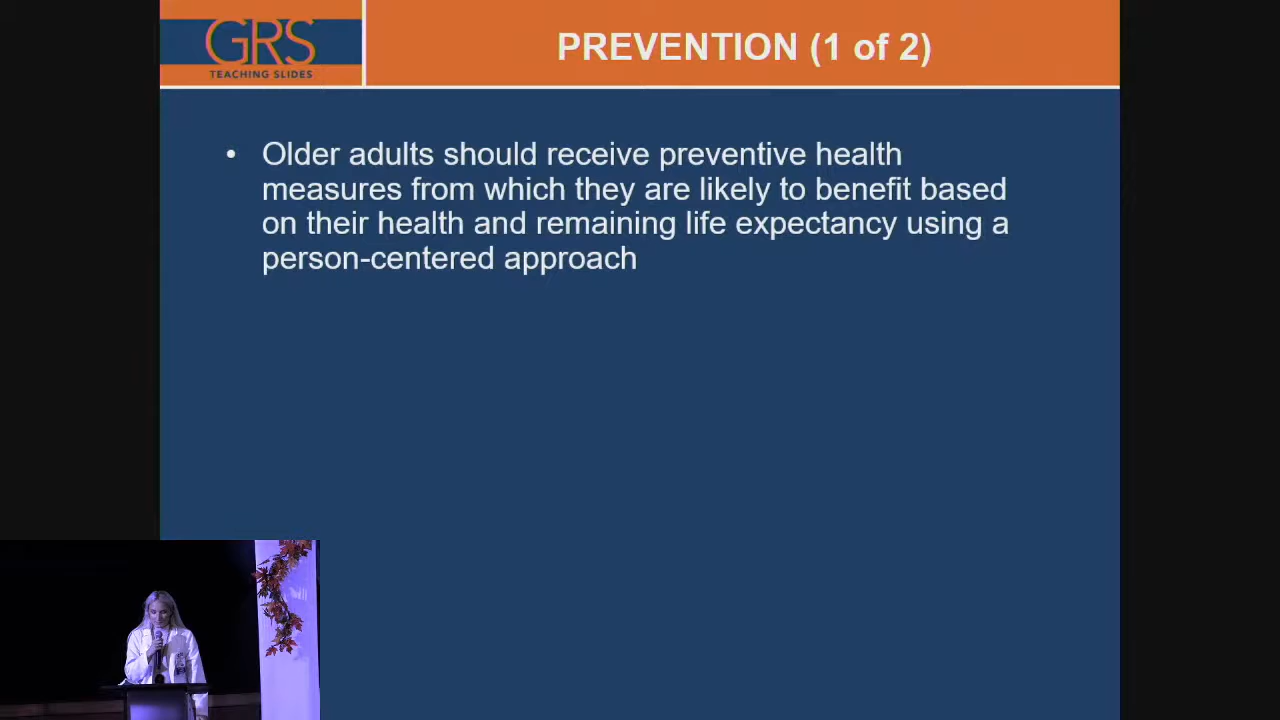 GRS
TEACHING SLIDES
PREVENTION (1 of 2)
• Older adults should receive preventive health
measures from which they are likely to benefit based
on their health and remaining life expectancy using a
person-centered approach